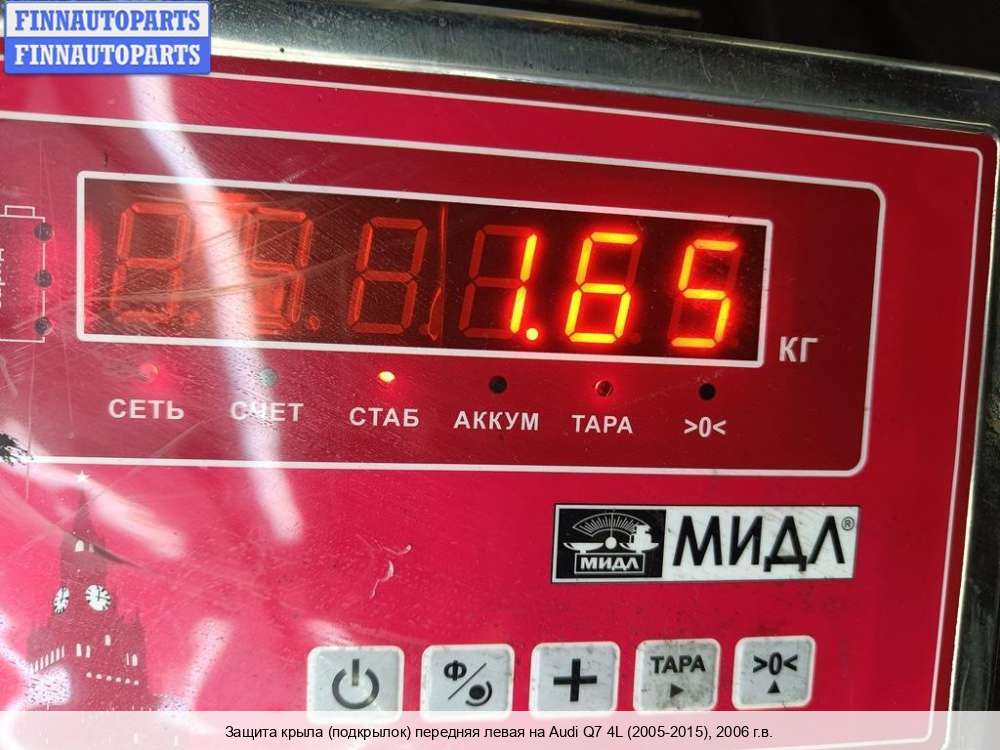 FINNAUTOPARTS
FINNAUTOPARTS
1.65
КГ
СЕТЬ СЧЕТ СТАБ АККУМ ТАРА >0<
МИДЛ МИДЛ®
Ф ТАРА >0<
Защита крыла (подкрылок) передняя левая на Audi Q7 4L (2005-2015), 2006 г.в.